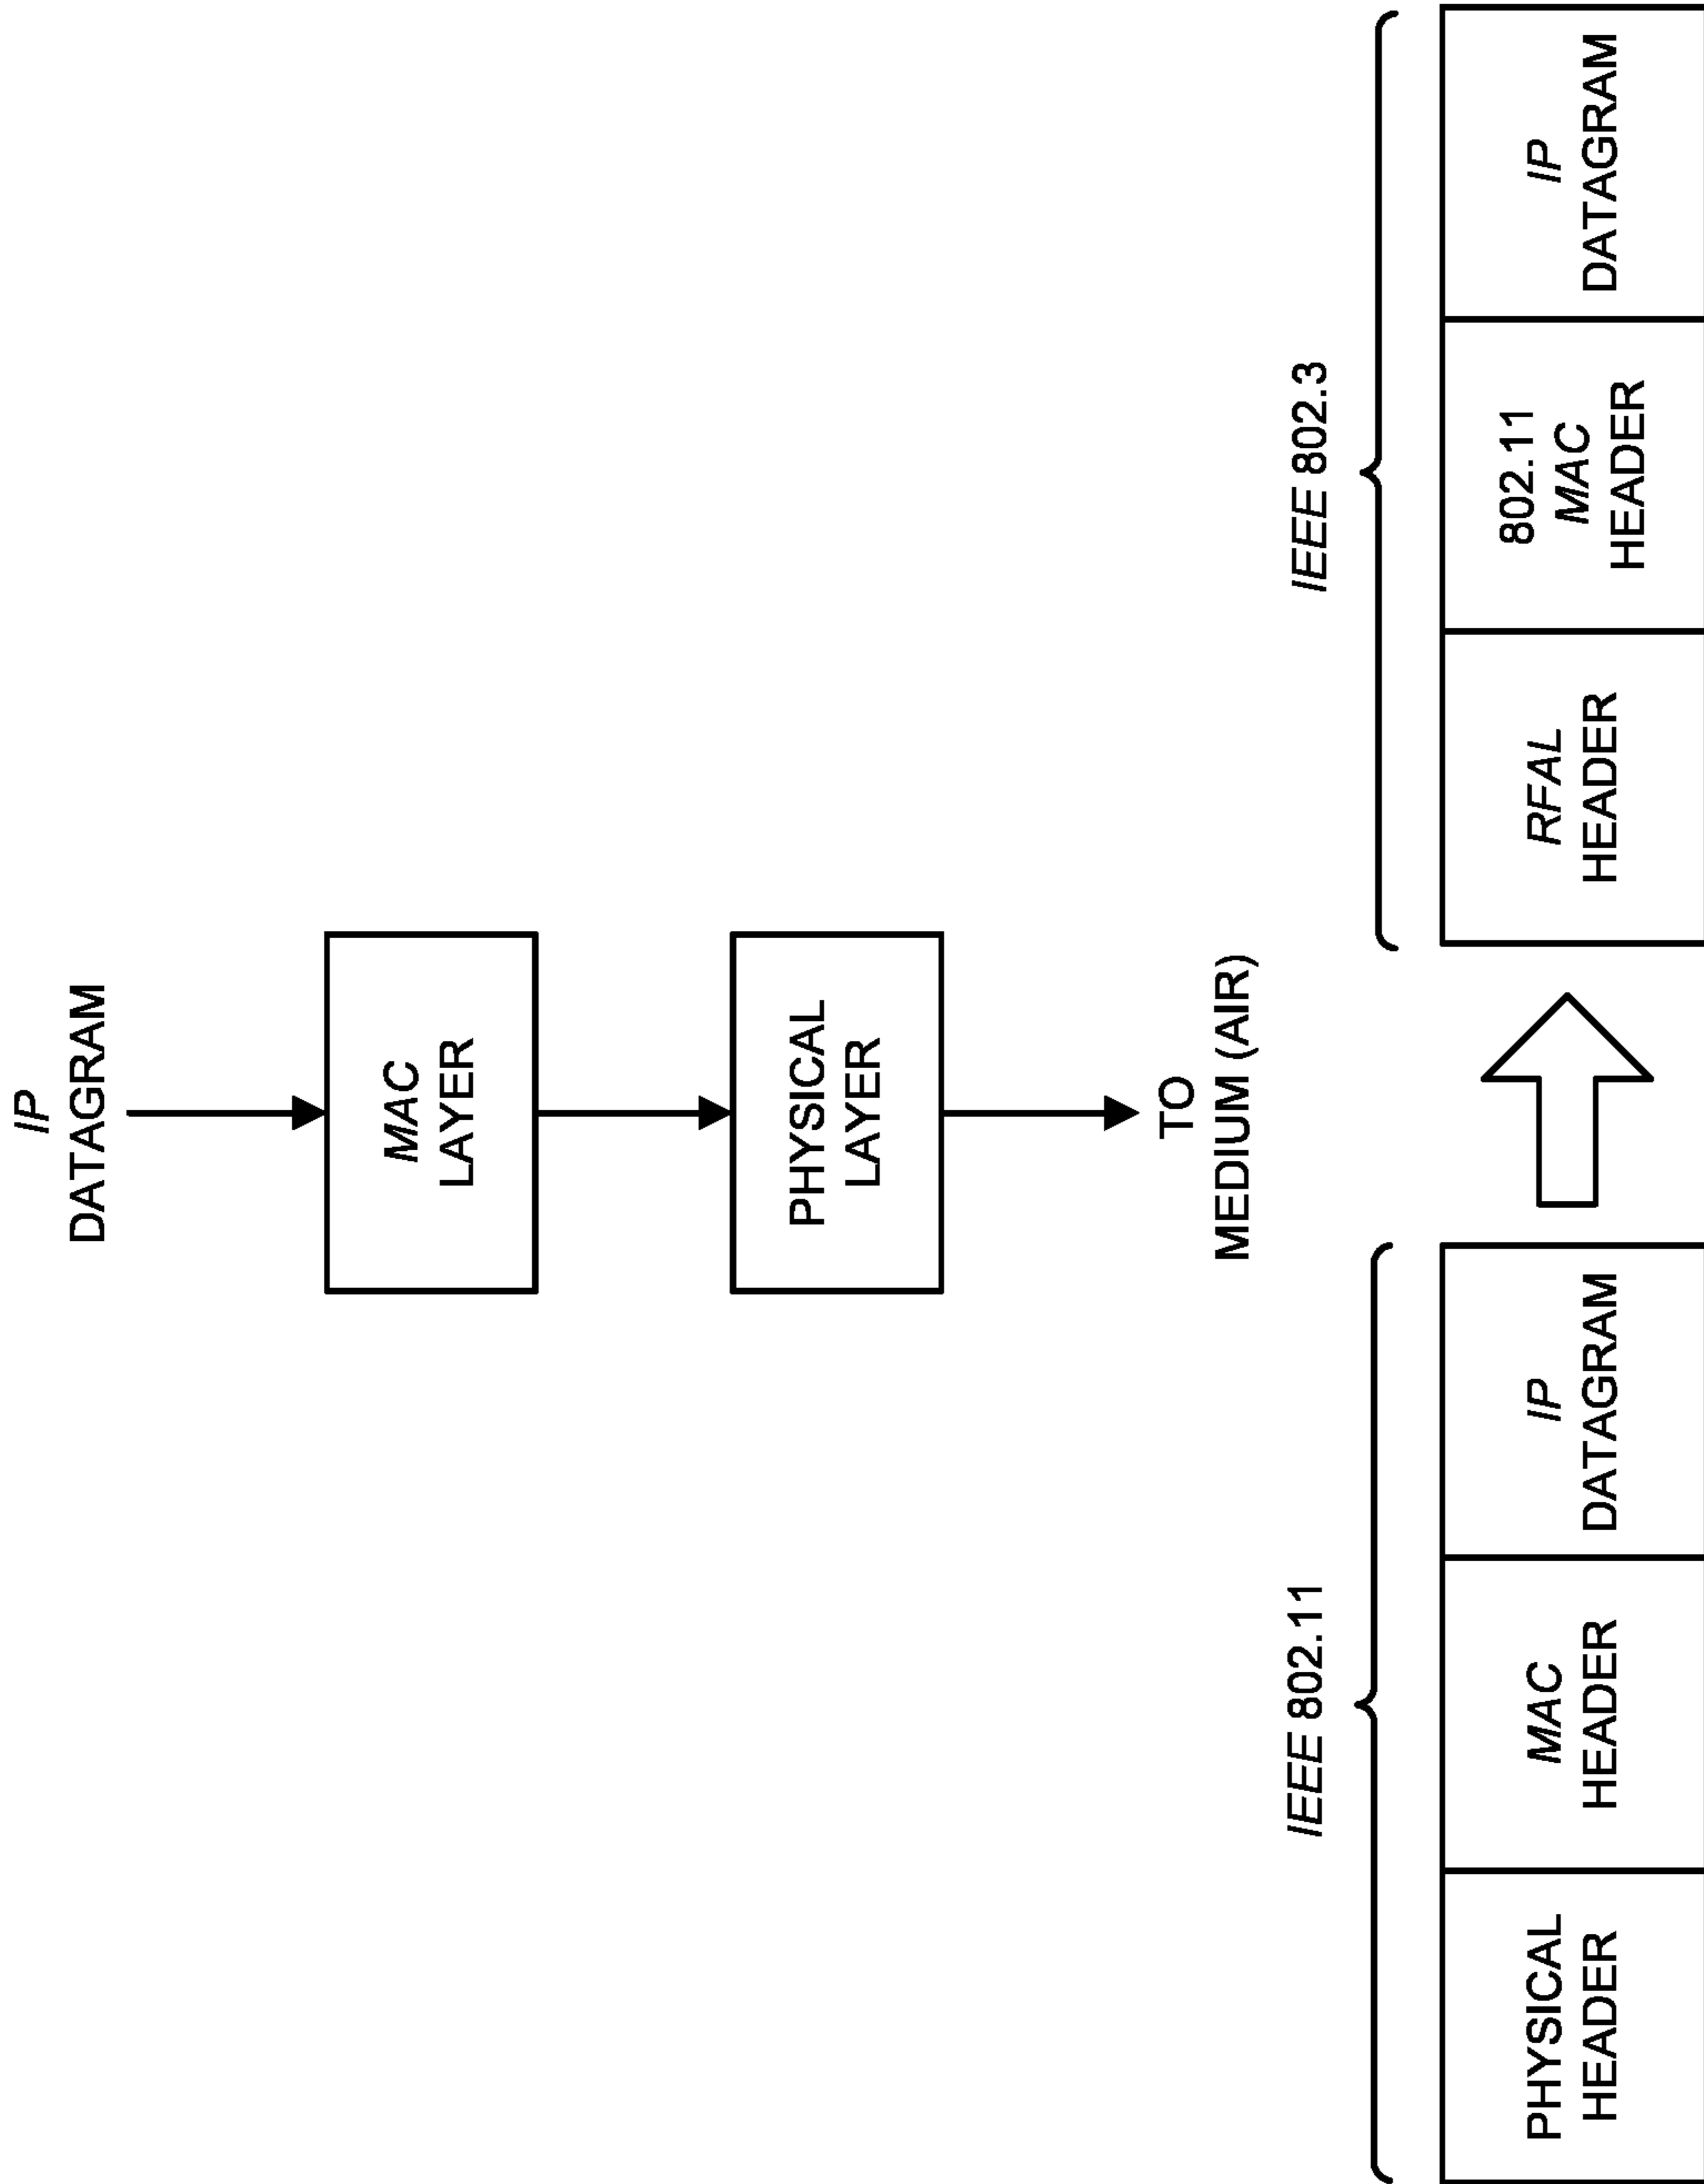 IP
DATAGRAM
MAC
LAYER
PHYSICAL
LAYER
TO
MEDIUM (AIR)
IEEE 802.11
PHYSICAL
HEADER
MAC
HEADER
IP
DATAGRAM
IEEE 802.3
RFAL
HEADER
802.11
MAC
HEADER
IP
DATAGRAM